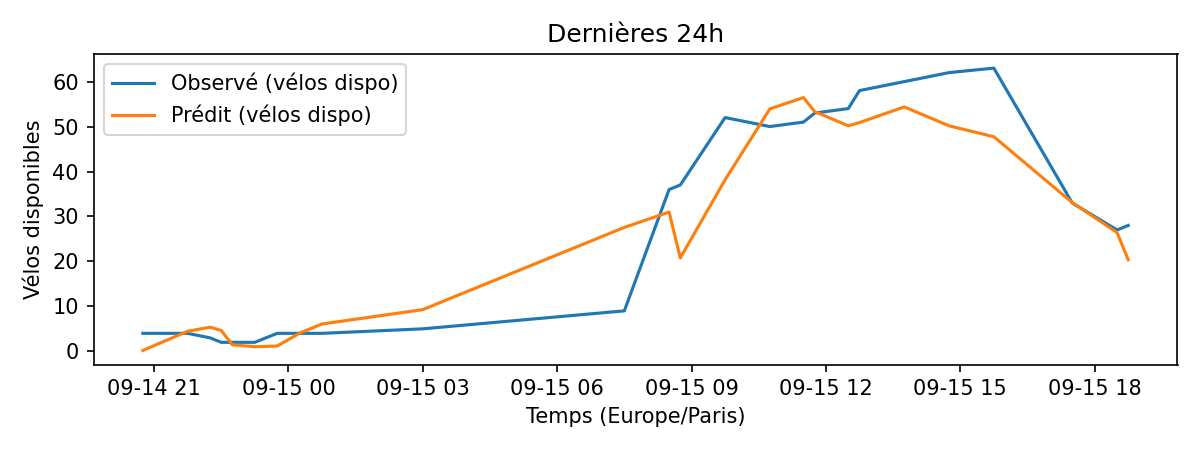 Dernières 24h
Observé (vélos dispo)
Prédit (vélos dispo)
Vélos disponibles
60
50
40
30
20
10
0
09-14 21 09-15 00 09-15 03 09-15 06 09-15 09 09-15 12 09-15 15 09-15 18
Temps (Europe/Paris)